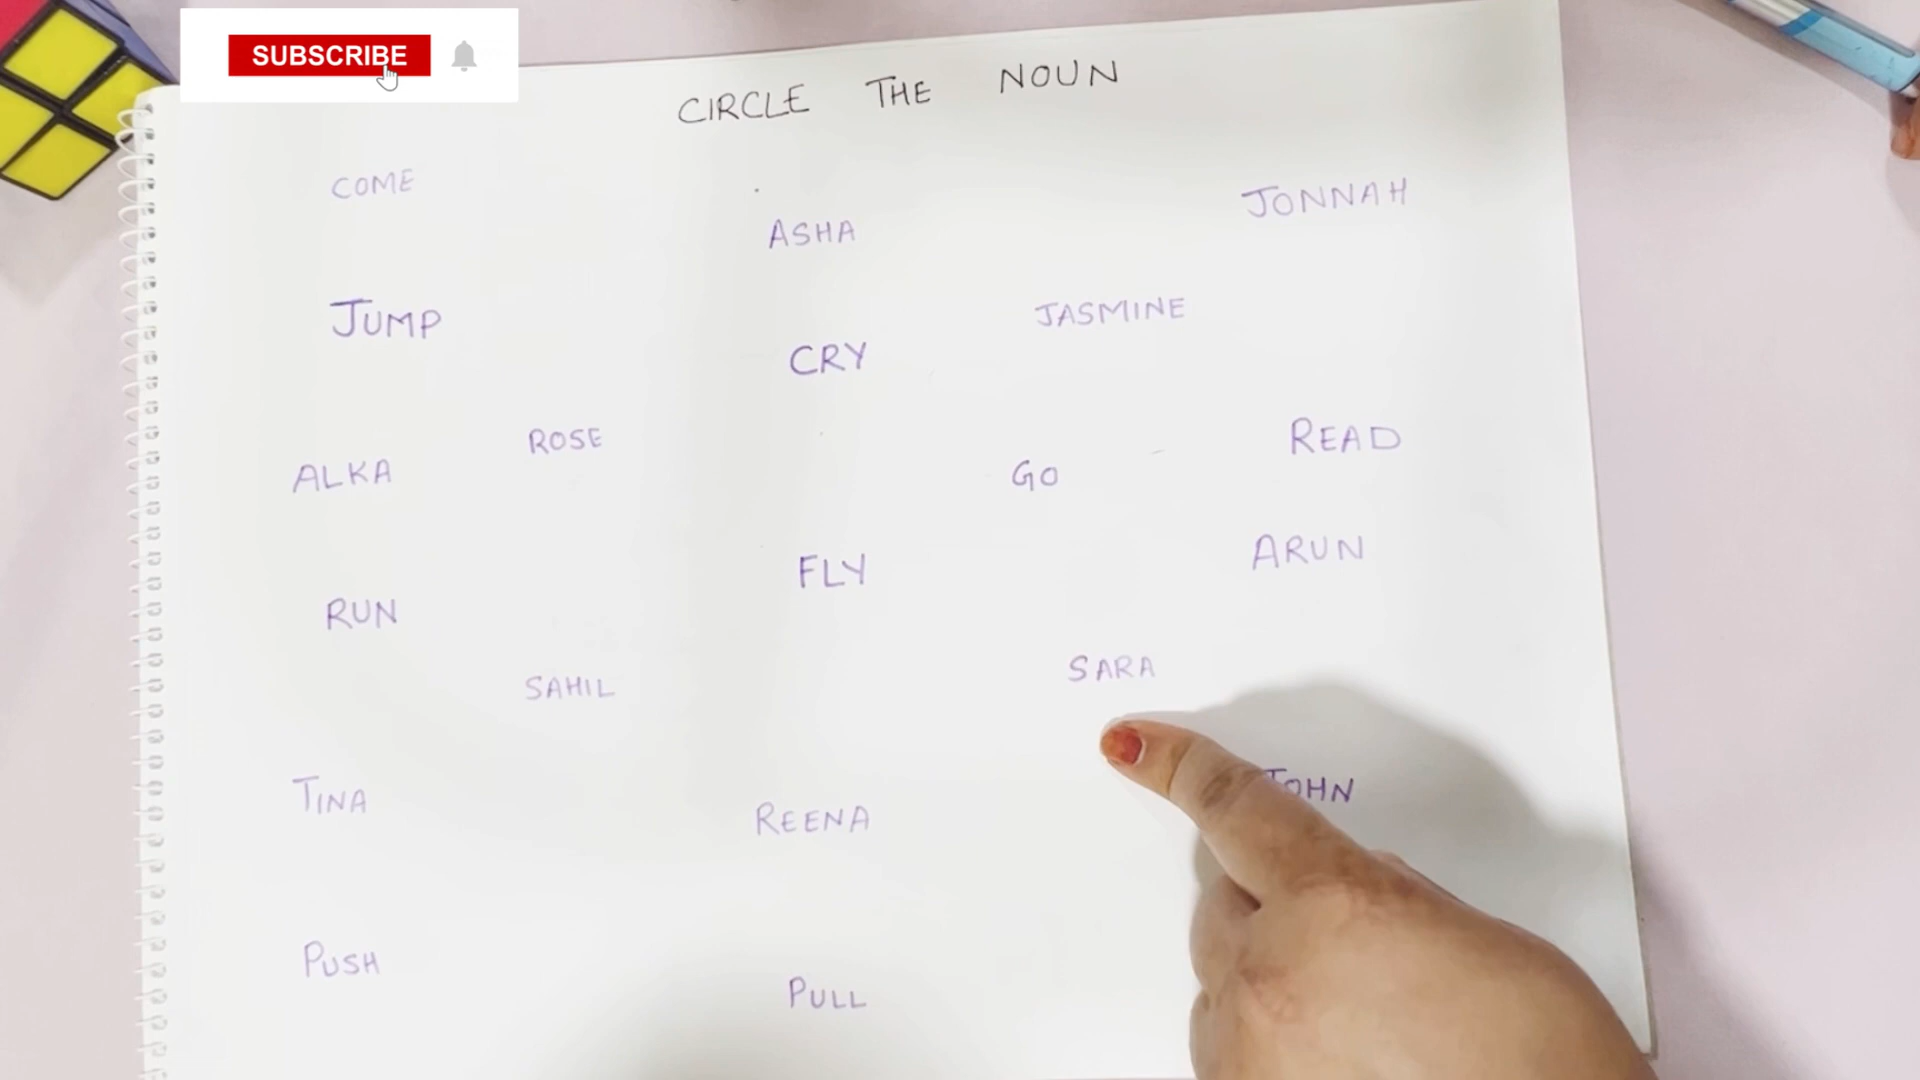 SUBSCRIBE
CIRCLE THE NOUN
COME
ASHA
JONNAH
JUMP
CRY
JASMINE
ALKA
ROSE
GO
READ
RUN
FLY
ARUN
SAHIL
SARA
TINA
REENA
JOHN
PUSH
PULL